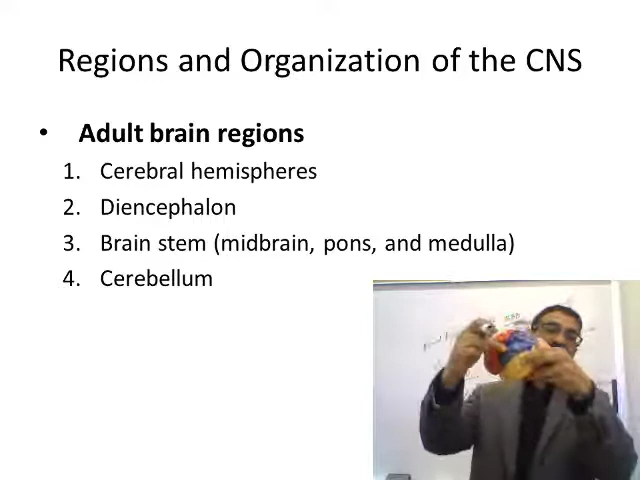 Regions and Organization of the CNS
• Adult brain regions
1. Cerebral hemispheres
2. Diencephalon
3. Brain stem (midbrain, pons, and medulla)
4. Cerebellum